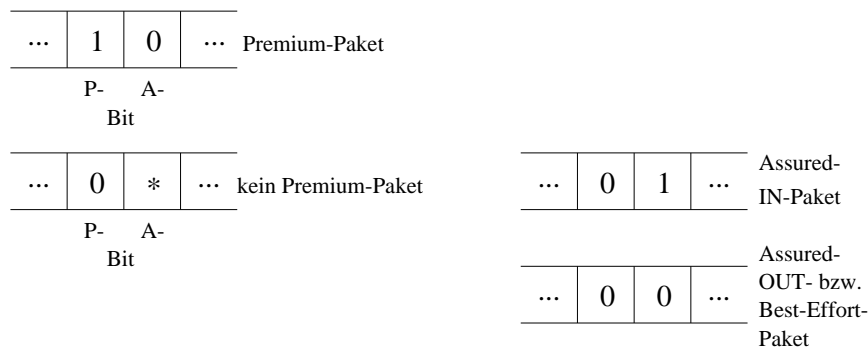 ... 1 0 ... Premium-Paket
P- A-
Bit
... 0 * ... kein Premium-Paket
P- A-
Bit
... 0 1 ... Assured-
IN-Paket
... 0 0 ... Assured-
OUT- bzw.
Best-Effort-
Paket